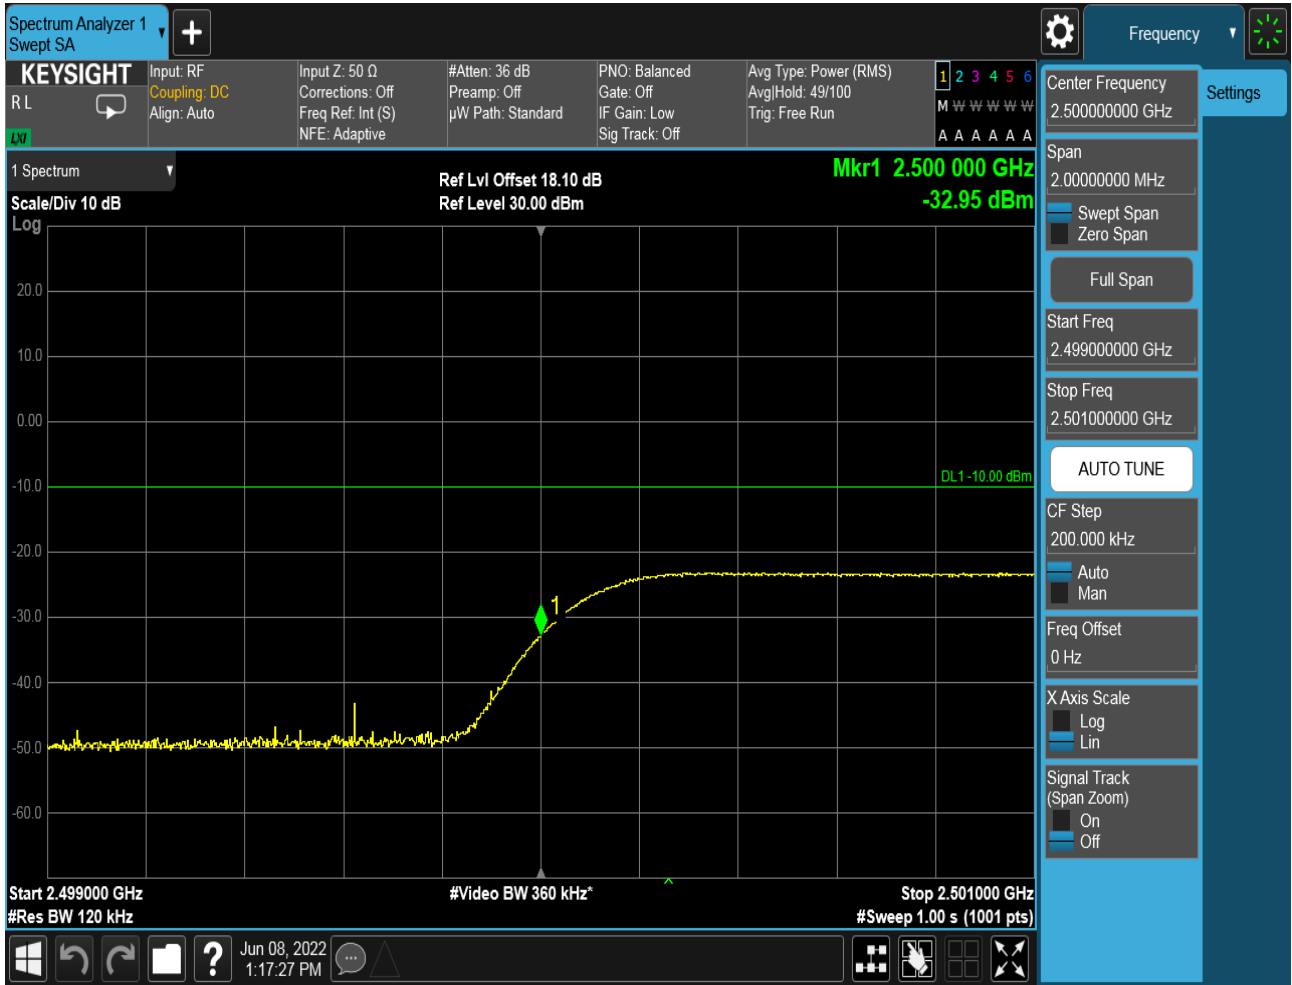 Spectrum Analyzer 1
Swept SA
Frequency
KEYSIGHT
R L
LXI
Input: RF
Coupling: DC
Align: Auto
Input Z: 50 Ω
Corrections: Off
Freq Ref: Int (S)
NFE: Adaptive
#Atten: 36 dB
Preamp: Off
µW Path: Standard
PNO: Balanced
Gate: Off
IF Gain: Low
Sig Track: Off
Avg Type: Power (RMS)
Avg|Hold: 49/100
Trig: Free Run
1 2 3 4 5 6
M W W W W W
A A A A A A
1 Spectrum
Scale/Div 10 dB
Log
Ref Lvl Offset 18.10 dB
Ref Level 30.00 dBm
Mkr1 2.500 000 GHz
-32.95 dBm
20.0
10.0
0.00
-10.0
-20.0
-30.0
-40.0
-50.0
-60.0
DL1 -10.00 dBm
1
Start 2.499000 GHz
#Res BW 120 kHz
#Video BW 360 kHz*
Stop 2.501000 GHz
#Sweep 1.00 s (1001 pts)
Center Frequency
2.500000000 GHz
Span
2.00000000 MHz
Swept Span
Zero Span
Full Span
Start Freq
2.499000000 GHz
Stop Freq
2.501000000 GHz
AUTO TUNE
CF Step
200.000 kHz
Auto
Man
Freq Offset
0 Hz
X Axis Scale
Log
Lin
Signal Track
(Span Zoom)
On
Off
Settings
?
Jun 08, 2022
1:17:27 PM